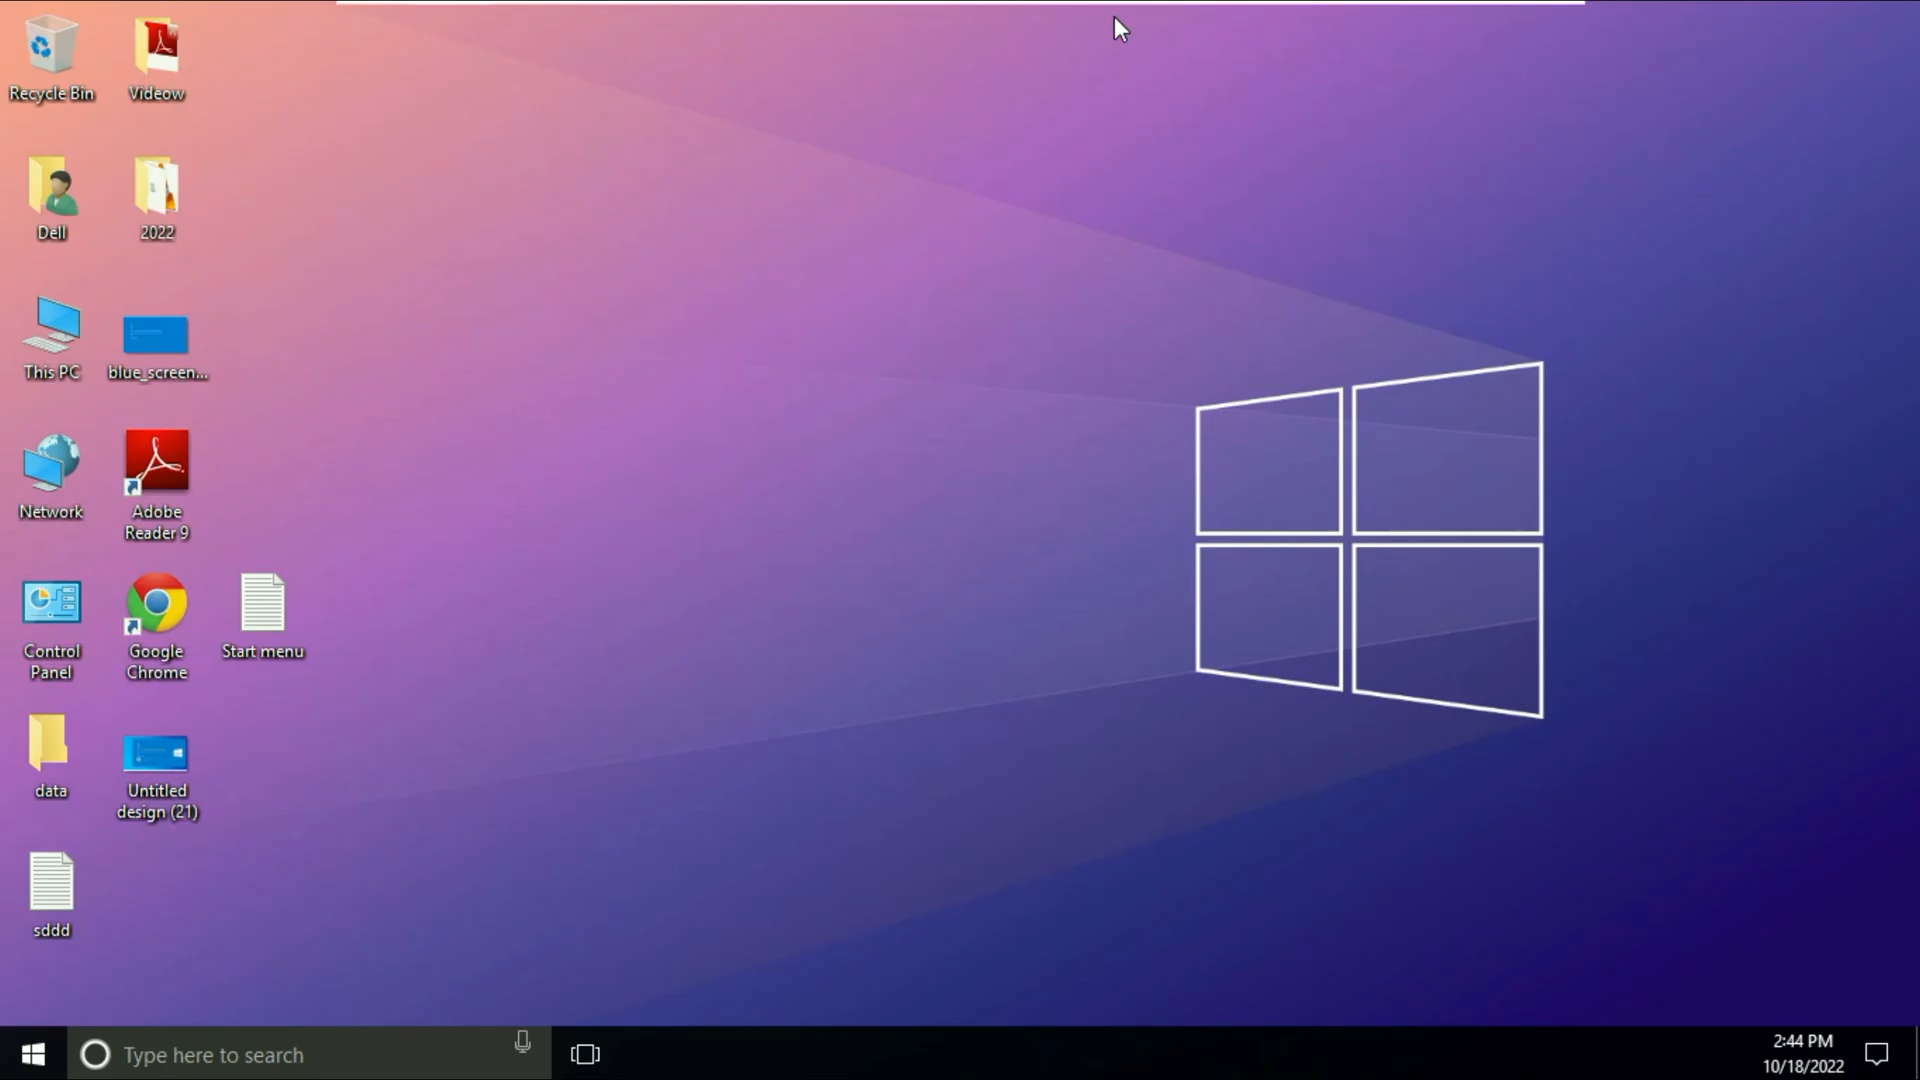 Recycle Bin
Videow
Dell
2022
This PC
blue_screen...
Network
Adobe
Reader 9
Control
Panel
Google
Chrome
Start menu
data
Untitled
design (21)
sddd
Type here to search
2:44 PM
10/18/2022